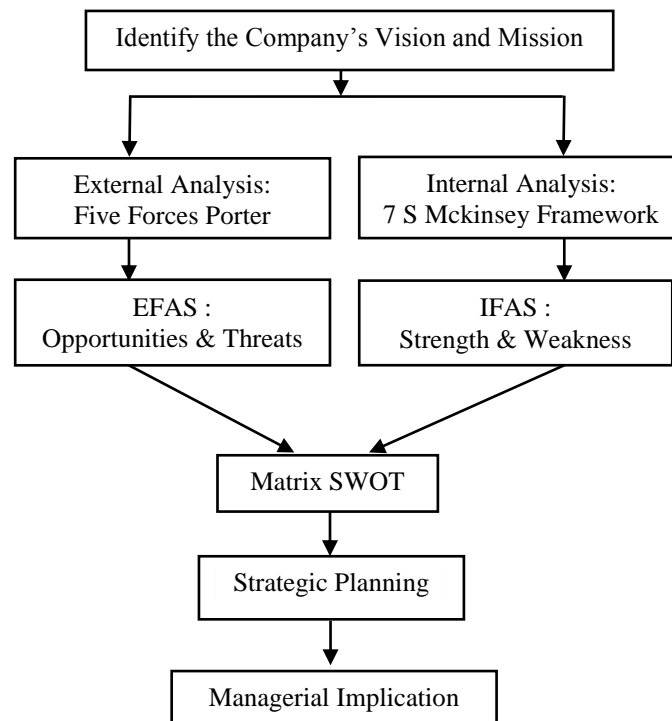 Identify the Company’s Vision and Mission
External Analysis:
Five Forces Porter
Internal Analysis:
7 S Mckinsey Framework
EFAS :
Opportunities & Threats
IFAS :
Strength & Weakness
Matrix SWOT
Strategic Planning
Managerial Implication